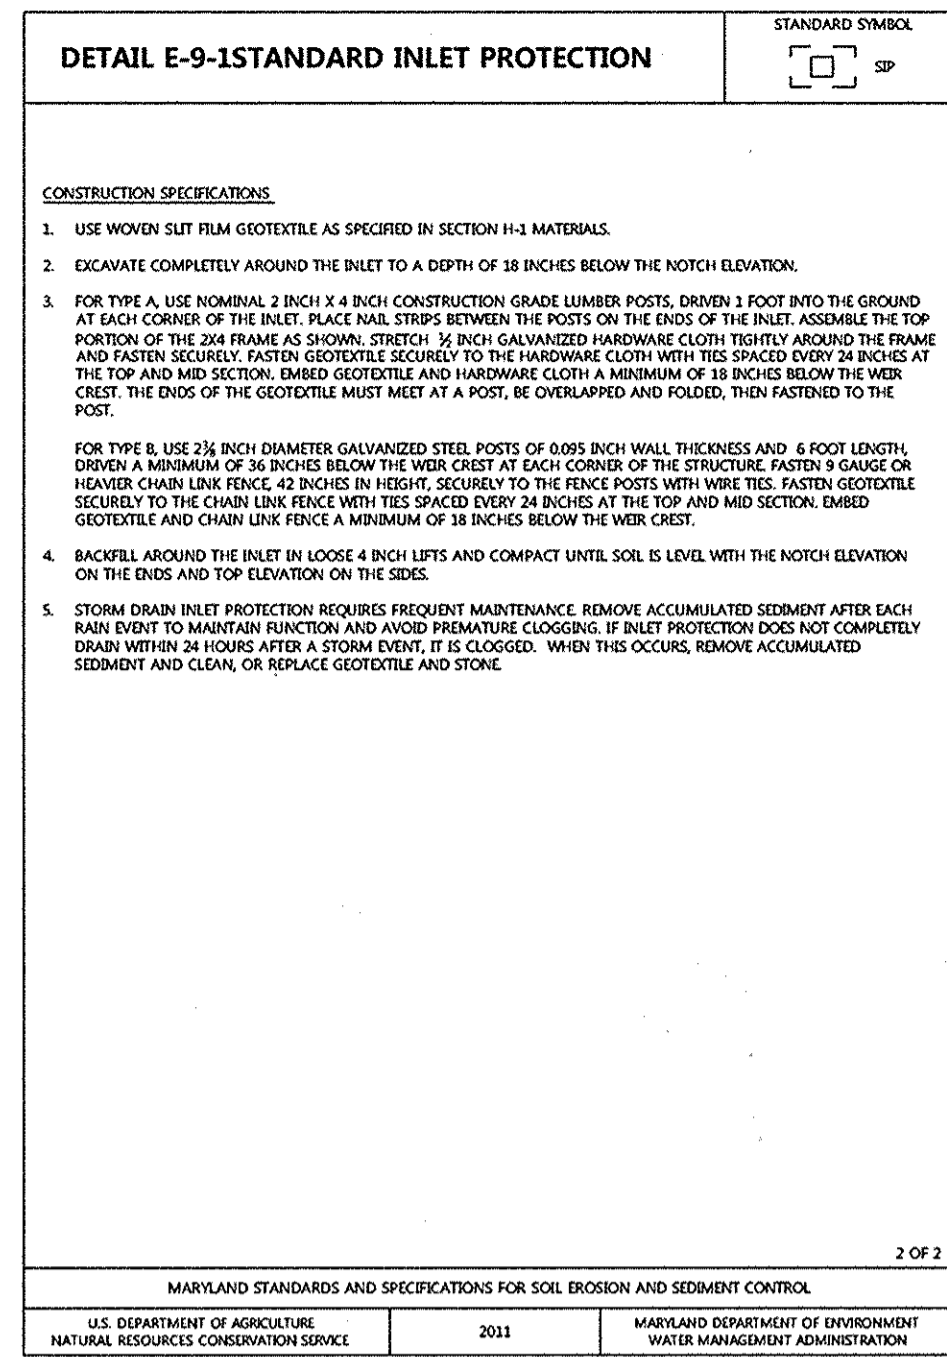 STANDARD SYMBOL
DETAIL E-9-1STANDARD INLET PROTECTION
SIP
CONSTRUCTION SPECIFICATIONS
1. USE WOVEN SLIT FILM GEOTEXTILE AS SPECIFIED IN SECTION H-1 MATERIALS.
2. EXCAVATE COMPLETELY AROUND THE INLET TO A DEPTH OF 18 INCHES BELOW THE NOTCH ELEVATION.
3. FOR TYPE A, USE NOMINAL 2 INCH X 4 INCH CONSTRUCTION GRADE LUMBER POSTS, DRIVEN 1 FOOT INTO THE GROUND
AT EACH CORNER OF THE INLET. PLACE NAIL STRIPS BETWEEN THE POSTS ON THE ENDS OF THE INLET. ASSEMBLE THE TOP
PORTION OF THE 2X4 FRAME AS SHOWN. STRETCH ½ INCH GALVANIZED HARDWARE CLOTH TIGHTLY AROUND THE FRAME
AND FASTEN SECURELY. FASTEN GEOTEXTILE SECURELY TO THE HARDWARE CLOTH WITH TIES SPACED EVERY 24 INCHES AT
THE TOP AND MID SECTION. EMBED GEOTEXTILE AND HARDWARE CLOTH A MINIMUM OF 18 INCHES BELOW THE WEIR
CREST. THE ENDS OF THE GEOTEXTILE MUST MEET AT A POST, BE OVERLAPPED AND FOLDED, THEN FASTENED TO THE
POST.
FOR TYPE B, USE 2⅜ INCH DIAMETER GALVANIZED STEEL POSTS OF 0.095 INCH WALL THICKNESS AND 6 FOOT LENGTH,
DRIVEN A MINIMUM OF 36 INCHES BELOW THE WEIR CREST AT EACH CORNER OF THE STRUCTURE. FASTEN 9 GAUGE OR
HEAVIER CHAIN LINK FENCE, 42 INCHES IN HEIGHT, SECURELY TO THE FENCE POSTS WITH WIRE TIES. FASTEN GEOTEXTILE
SECURELY TO THE CHAIN LINK FENCE WITH TIES SPACED EVERY 24 INCHES AT THE TOP AND MID SECTION. EMBED
GEOTEXTILE AND CHAIN LINK FENCE A MINIMUM OF 18 INCHES BELOW THE WEIR CREST.
4. BACKFILL AROUND THE INLET IN LOOSE 4 INCH LIFTS AND COMPACT UNTIL SOIL IS LEVEL WITH THE NOTCH ELEVATION
ON THE ENDS AND TOP ELEVATION ON THE SIDES.
5. STORM DRAIN INLET PROTECTION REQUIRES FREQUENT MAINTENANCE. REMOVE ACCUMULATED SEDIMENT AFTER EACH
RAIN EVENT TO MAINTAIN FUNCTION AND AVOID PREMATURE CLOGGING. IF INLET PROTECTION DOES NOT COMPLETELY
DRAIN WITHIN 24 HOURS AFTER A STORM EVENT, IT IS CLOGGED. WHEN THIS OCCURS, REMOVE ACCUMULATED
SEDIMENT AND CLEAN, OR REPLACE GEOTEXTILE AND STONE.
2 OF 2
MARYLAND STANDARDS AND SPECIFICATIONS FOR SOIL EROSION AND SEDIMENT CONTROL
U.S. DEPARTMENT OF AGRICULTURE
NATURAL RESOURCES CONSERVATION SERVICE
2011
MARYLAND DEPARTMENT OF ENVIRONMENT
WATER MANAGEMENT ADMINISTRATION